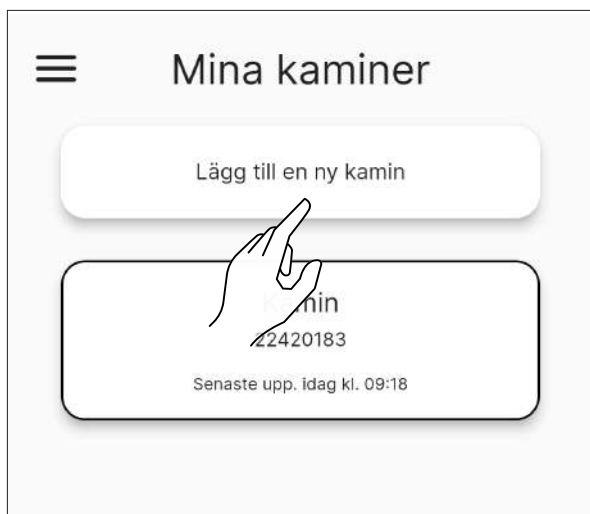 Mina kaminer
Lägg till en ny kamin
Kamin
22420183
Senaste upp. idag kl. 09:18